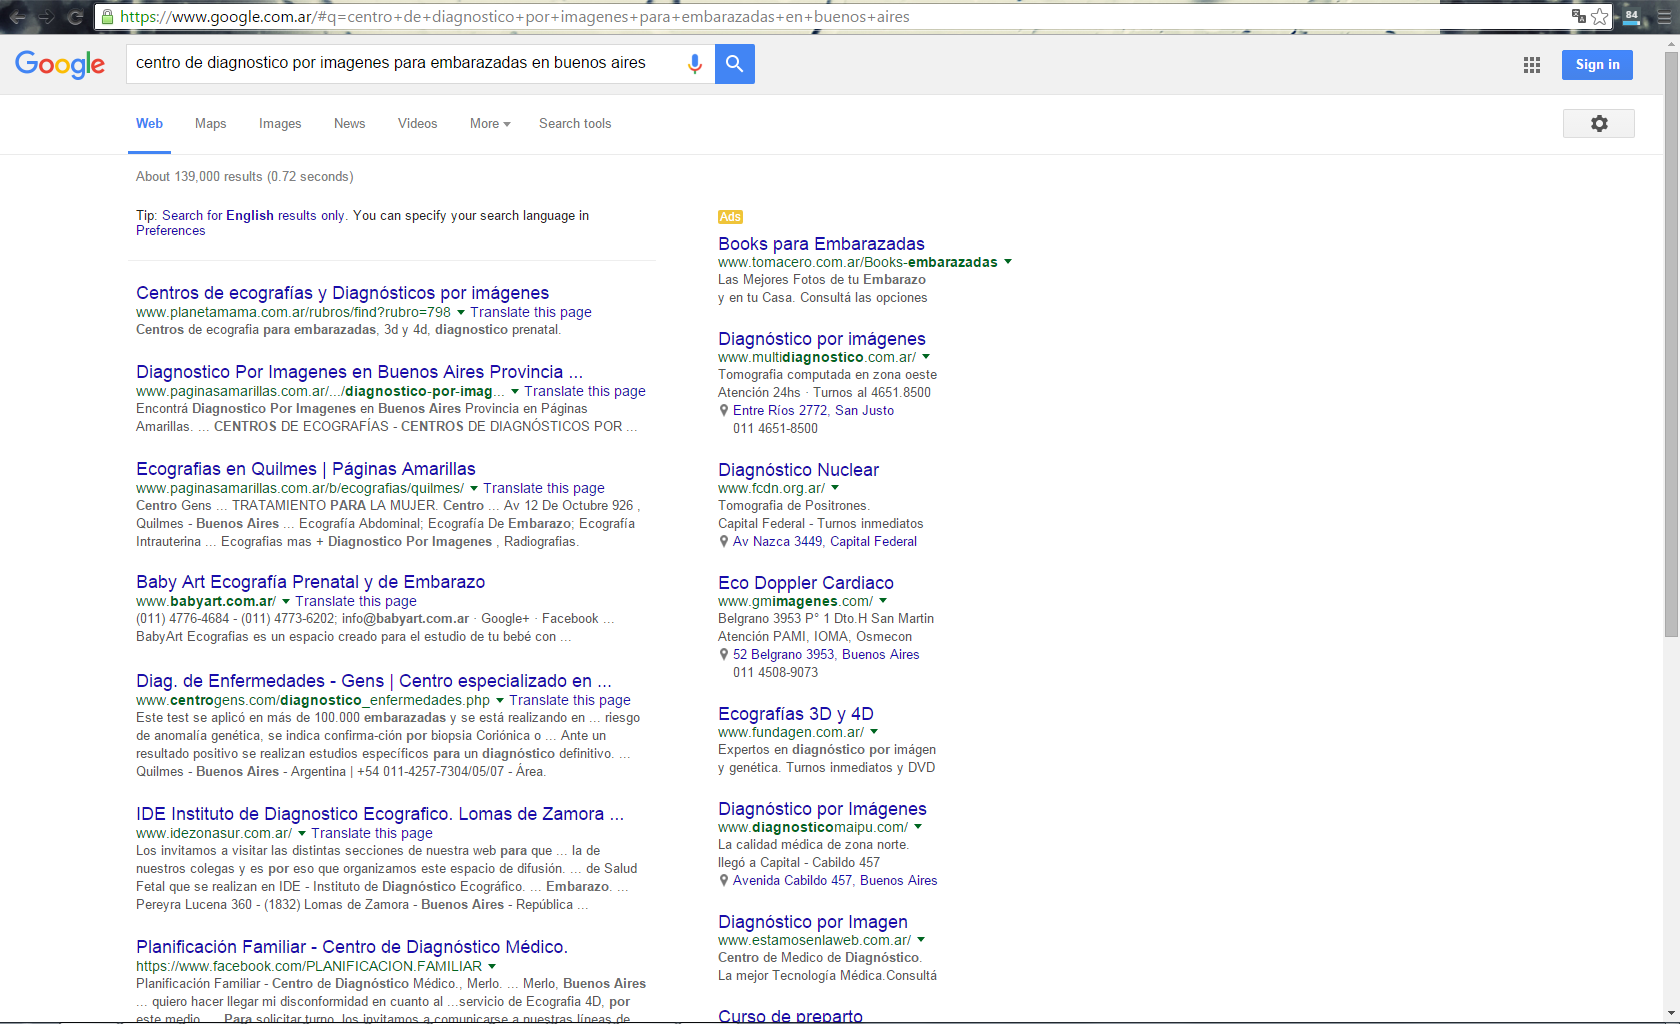 https://www.google.com.ar/#q=centro+de+diagnostico+por+imagenes+para+embarazadas+en+buenos+aires
84
Google
centro de diagnostico por imagenes para embarazadas en buenos aires
Sign in
Web
Maps
Images
News
Videos
More
Search tools
About 139,000 results (0.72 seconds)
Tip: Search for English results only. You can specify your search language in
Preferences
Centros de ecografías y Diagnósticos por imágenes
www.planetamama.com.ar/rubros/find?rubro=798 Translate this page
Centros de ecografia para embarazadas, 3d y 4d, diagnostico prenatal.
Diagnostico Por Imagenes en Buenos Aires Provincia ...
www.paginasamarillas.com.ar/.../diagnostico-por-imag... Translate this page
Encontrá Diagnostico Por Imagenes en Buenos Aires Provincia en Páginas
Amarillas. ... CENTROS DE ECOGRAFÍAS - CENTROS DE DIAGNÓSTICOS POR ...
Ecografias en Quilmes | Páginas Amarillas
www.paginasamarillas.com.ar/b/ecografias/quilmes/ Translate this page
Centro Gens ... TRATAMIENTO PARA LA MUJER. Centro ... Av 12 De Octubre 926 ,
Quilmes - Buenos Aires ... Ecografía Abdominal; Ecografía De Embarazo; Ecografía
Intrauterina ... Ecografias mas + Diagnostico Por Imagenes , Radiografias.
Baby Art Ecografía Prenatal y de Embarazo
www.babyart.com.ar/ Translate this page
(011) 4776-4684 - (011) 4773-6202; info@babyart.com.ar · Google+ · Facebook ...
BabyArt Ecografias es un espacio creado para el estudio de tu bebé con ...
Diag. de Enfermedades - Gens | Centro especializado en ...
www.centrogens.com/diagnostico_enfermedades.php Translate this page
Este test se aplicó en más de 100.000 embarazadas y se está realizando en ... riesgo
de anomalía genética, se indica confirma-ción por biopsia Coriónica o ... Ante un
resultado positivo se realizan estudios específicos para un diagnóstico definitivo. ...
Quilmes - Buenos Aires - Argentina | +54 011-4257-7304/05/07 - Área.
IDE Instituto de Diagnostico Ecografico. Lomas de Zamora ...
www.idezonasur.com.ar/ Translate this page
Los invitamos a visitar las distintas secciones de nuestra web para que ... la de
nuestros colegas y es por eso que organizamos este espacio de difusión. ... de Salud
Fetal que se realizan en IDE - Instituto de Diagnóstico Ecográfico. ... Embarazo. ...
Pereyra Lucena 360 - (1832) Lomas de Zamora - Buenos Aires - República ...
Planificación Familiar - Centro de Diagnóstico Médico.
https://www.facebook.com/PLANIFICACION.FAMILIAR
Planificación Familiar - Centro de Diagnóstico Médico., Merlo. ... Merlo, Buenos Aires
... quiero hacer llegar mi disconformidad en cuanto al ...servicio de Ecografia 4D, por
este medio. ... Para solicitar turno, los invitamos a comunicarse a nuestras líneas de
Ads
Books para Embarazadas
www.tomacero.com.ar/Books-embarazadas
Las Mejores Fotos de tu Embarazo
y en tu Casa. Consultá las opciones
Diagnóstico por imágenes
www.multidiagnostico.com.ar/
Tomografia computada en zona oeste
Atención 24hs · Turnos al 4651.8500
Entre Ríos 2772, San Justo
011 4651-8500
Diagnóstico Nuclear
www.fcdn.org.ar/
Tomografia de Positrones.
Capital Federal - Turnos inmediatos
Av Nazca 3449, Capital Federal
Eco Doppler Cardiaco
www.gmimagenes.com/
Belgrano 3953 P° 1 Dto.H San Martin
Atención PAMI, IOMA, Osmecon
52 Belgrano 3953, Buenos Aires
011 4508-9073
Ecografías 3D y 4D
www.fundagen.com.ar/
Expertos en diagnóstico por imágen
y genética. Turnos inmediatos y DVD
Diagnóstico por Imágenes
www.diagnosticomaipu.com/
La calidad médica de zona norte.
llegó a Capital - Cabildo 457
Avenida Cabildo 457, Buenos Aires
Diagnóstico por Imagen
www.estamosenlaweb.com.ar/
Centro de Medico de Diagnóstico.
La mejor Tecnología Médica.Consultá
Curso de preparto